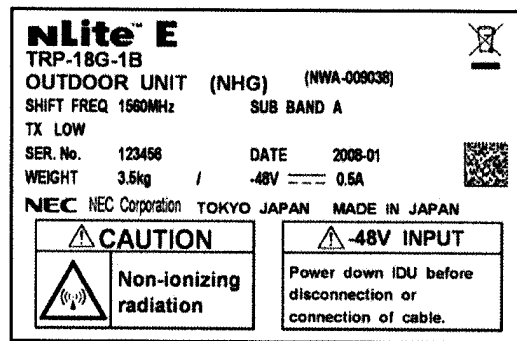 NLite™ E
TRP-18G-1B
OUTDOOR UNIT (NHG) (NWA-009038)
SHIFT FREQ 1560MHz SUB BAND A
TX LOW
SER. No. 123456 DATE 2008-01
WEIGHT 3.5kg / -48V 0.5A
NEC NEC Corporation TOKYO JAPAN MADE IN JAPAN
CAUTION
Non-ionizing
radiation
-48V INPUT
Power down IDU before
disconnection or
connection of cable.